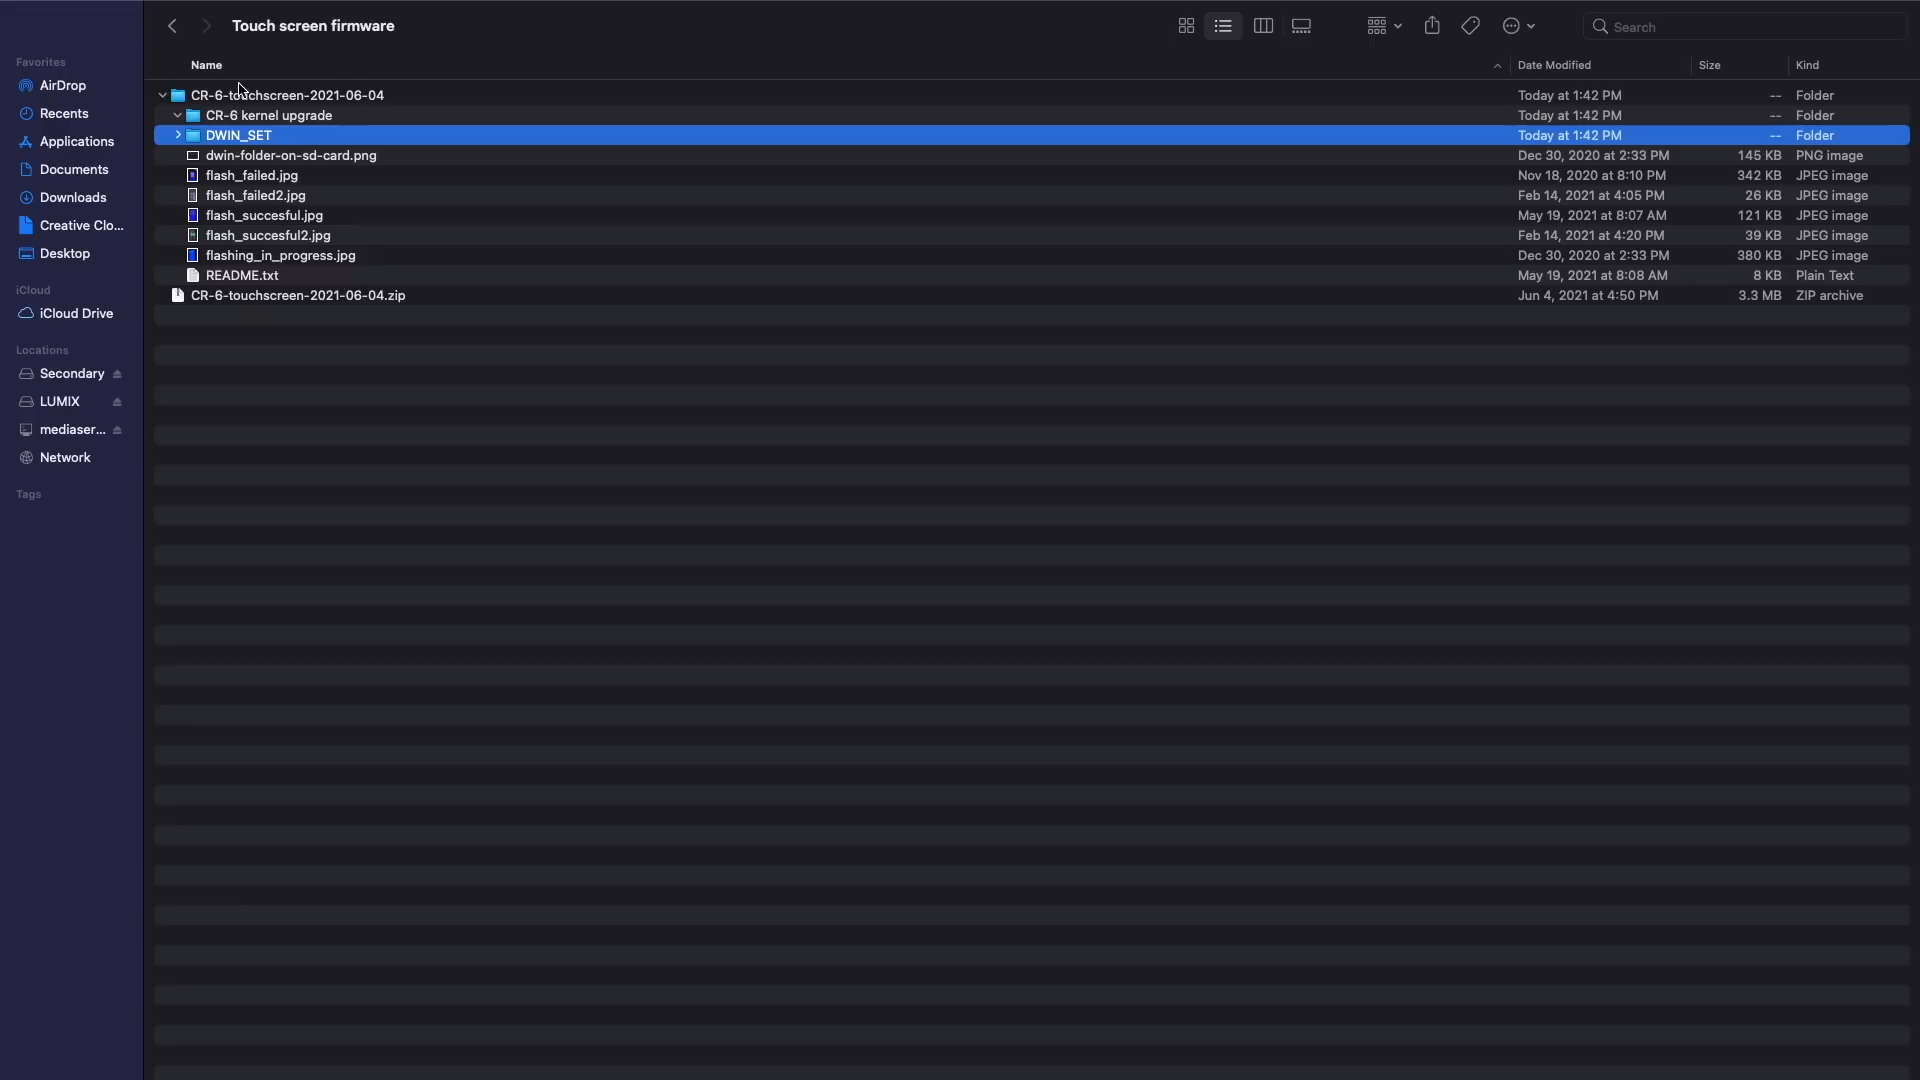 Touch screen firmware
Search
Favorites
AirDrop
Recents
Applications
Documents
Downloads
Creative Clo...
Desktop
iCloud
iCloud Drive
Locations
Secondary
LUMIX
mediaser...
Network
Tags
Name Date Modified Size Kind
CR-6-touchscreen-2021-06-04 Today at 1:42 PM -- Folder
CR-6 kernel upgrade Today at 1:42 PM -- Folder
DWIN_SET Today at 1:42 PM -- Folder
dwin-folder-on-sd-card.png Dec 30, 2020 at 2:33 PM 145 KB PNG image
flash_failed.jpg Nov 18, 2020 at 8:10 PM 342 KB JPEG image
flash_failed2.jpg Feb 14, 2021 at 4:05 PM 26 KB JPEG image
flash_succesful.jpg May 19, 2021 at 8:07 AM 121 KB JPEG image
flash_succesful2.jpg Feb 14, 2021 at 4:20 PM 39 KB JPEG image
flashing_in_progress.jpg Dec 30, 2020 at 2:33 PM 380 KB JPEG image
README.txt May 19, 2021 at 8:08 AM 8 KB Plain Text
CR-6-touchscreen-2021-06-04.zip Jun 4, 2021 at 4:50 PM 3.3 MB ZIP archive